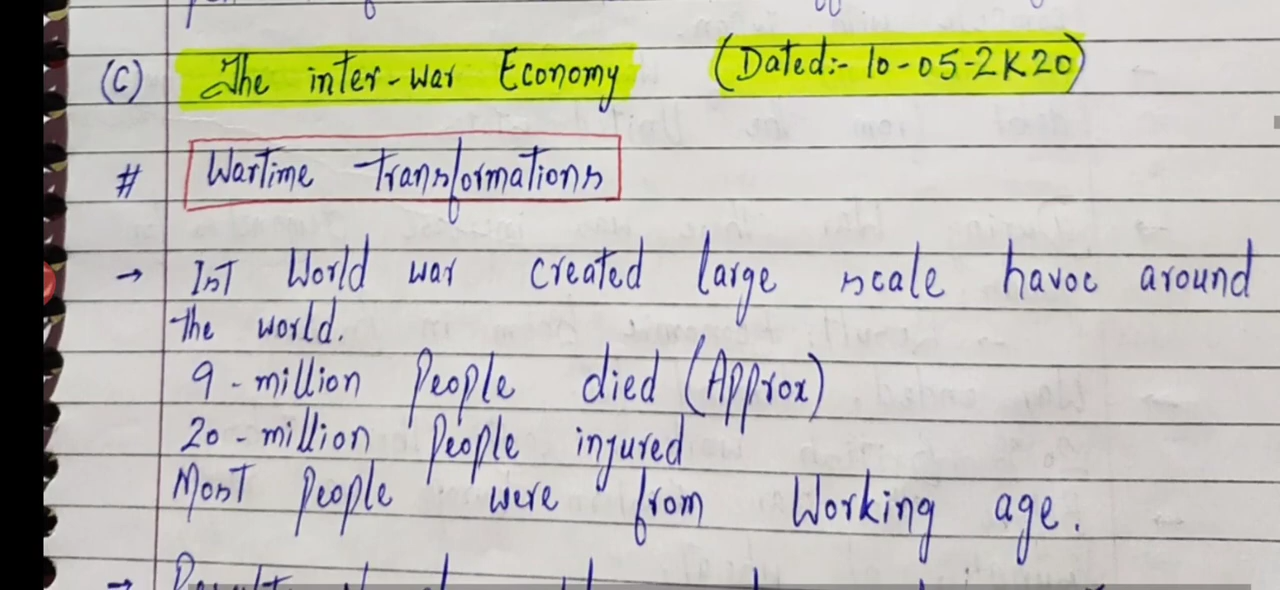 (C) The inter-war Economy (Dated:- 10-05-2K20)
# Wartime Transformations
→ IsT World war created large scale havoc around
the world.
9-million People died (Approx)
20-million People injured
Most People were from Working age.